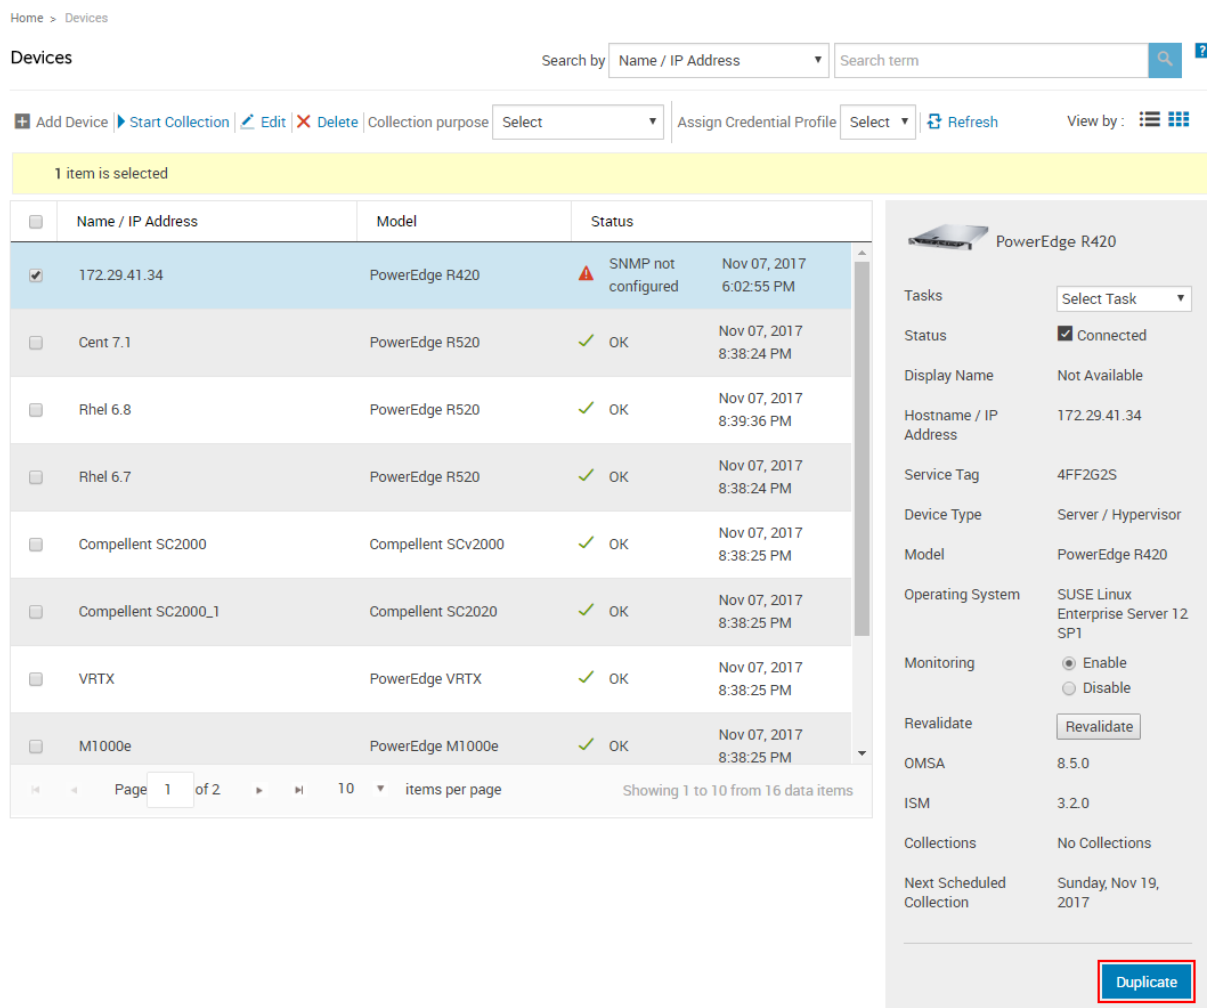 Home > Devices
Devices
Search by Name / IP Address Search term ?
Add Device Start Collection Edit Delete Collection purpose Select Assign Credential Profile Select Refresh View by :
1 item is selected
Name / IP Address Model Status
172.29.41.34 PowerEdge R420 SNMP not configured Nov 07, 2017 6:02:55 PM
Cent 7.1 PowerEdge R520 OK Nov 07, 2017 8:38:24 PM
Rhel 6.8 PowerEdge R520 OK Nov 07, 2017 8:39:36 PM
Rhel 6.7 PowerEdge R520 OK Nov 07, 2017 8:38:24 PM
Compellent SC2000 Compellent SCv2000 OK Nov 07, 2017 8:38:25 PM
Compellent SC2000_1 Compellent SC2020 OK Nov 07, 2017 8:38:25 PM
VRTX PowerEdge VRTX OK Nov 07, 2017 8:38:25 PM
M1000e PowerEdge M1000e OK Nov 07, 2017 8:38:25 PM
Page 1 of 2 10 items per page Showing 1 to 10 from 16 data items
PowerEdge R420
Tasks Select Task
Status Connected
Display Name Not Available
Hostname / IP Address 172.29.41.34
Service Tag 4FF2G2S
Device Type Server / Hypervisor
Model PowerEdge R420
Operating System SUSE Linux Enterprise Server 12 SP1
Monitoring Enable
Disable
Revalidate Revalidate
OMSA 8.5.0
ISM 3.2.0
Collections No Collections
Next Scheduled Collection Sunday, Nov 19, 2017
Duplicate